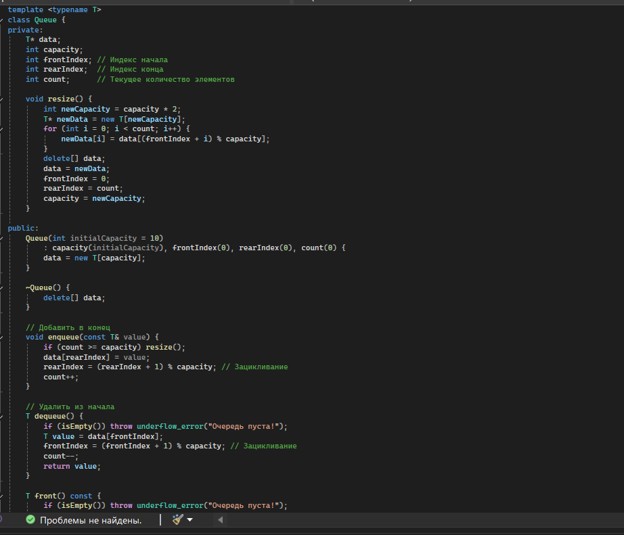 template <typename T>
class Queue {
private:
    T* data;
    int capacity;
    int frontIndex; // Индекс начала
    int rearIndex;  // Индекс конца
    int count;      // Текущее количество элементов

    void resize() {
        int newCapacity = capacity * 2;
        T* newData = new T[newCapacity];
        for (int i = 0; i < count; i++) {
            newData[i] = data[(frontIndex + i) % capacity];
        }
        delete[] data;
        data = newData;
        frontIndex = 0;
        rearIndex = count;
        capacity = newCapacity;
    }

public:
    Queue(int initialCapacity = 10)
        : capacity(initialCapacity), frontIndex(0), rearIndex(0), count(0) {
        data = new T[capacity];
    }

    ~Queue() {
        delete[] data;
    }

    // Добавить в конец
    void enqueue(const T& value) {
        if (count >= capacity) resize();
        data[rearIndex] = value;
        rearIndex = (rearIndex + 1) % capacity; // Зацикливание
        count++;
    }

    // Удалить из начала
    T dequeue() {
        if (isEmpty()) throw underflow_error("Очередь пуста!");
        T value = data[frontIndex];
        frontIndex = (frontIndex + 1) % capacity; // Зацикливание
        count--;
        return value;
    }

    T front() const {
        if (isEmpty()) throw underflow_error("Очередь пуста!");
Проблемы не найдены.